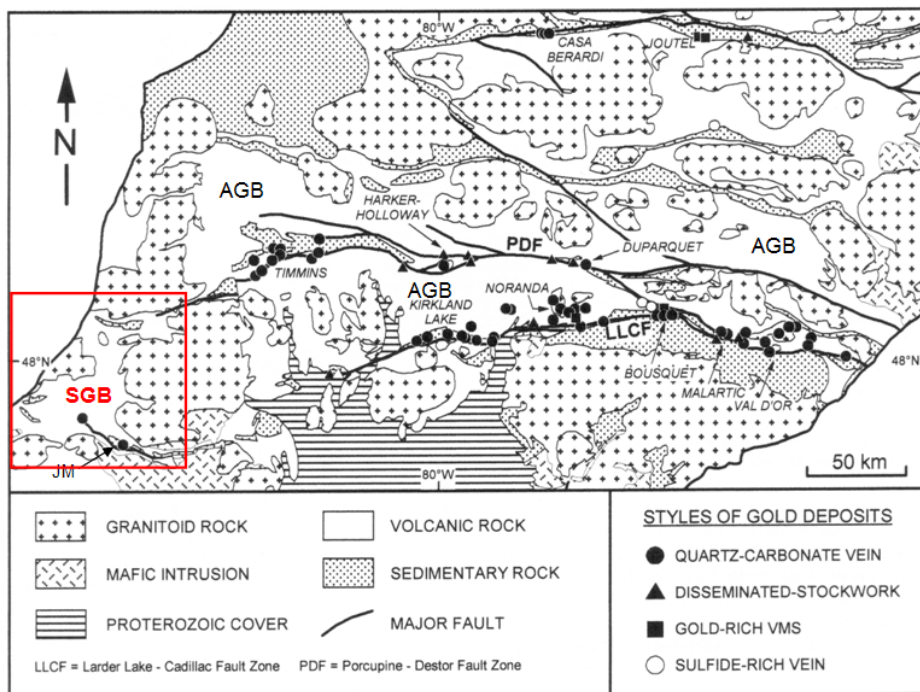 80°W
CASA
BERARDI
JOUTEL
N
AGB
HARKER-
HOLLOWAY
PDF
DUPARQUET
AGB
TIMMINS
AGB
NORANDA
KIRKLAND
LAKE
LLCF
48°N
48°N
BOUSQUET
SGB
MALARTIC
VAL D'OR
JM
80°W
50 km
GRANITOID ROCK
VOLCANIC ROCK
MAFIC INTRUSION
SEDIMENTARY ROCK
PROTEROZOIC COVER
MAJOR FAULT
LLCF = Larder Lake - Cadillac Fault Zone
PDF = Porcupine - Destor Fault Zone
STYLES OF GOLD DEPOSITS
QUARTZ-CARBONATE VEIN
DISSEMINATED-STOCKWORK
GOLD-RICH VMS
SULFIDE-RICH VEIN